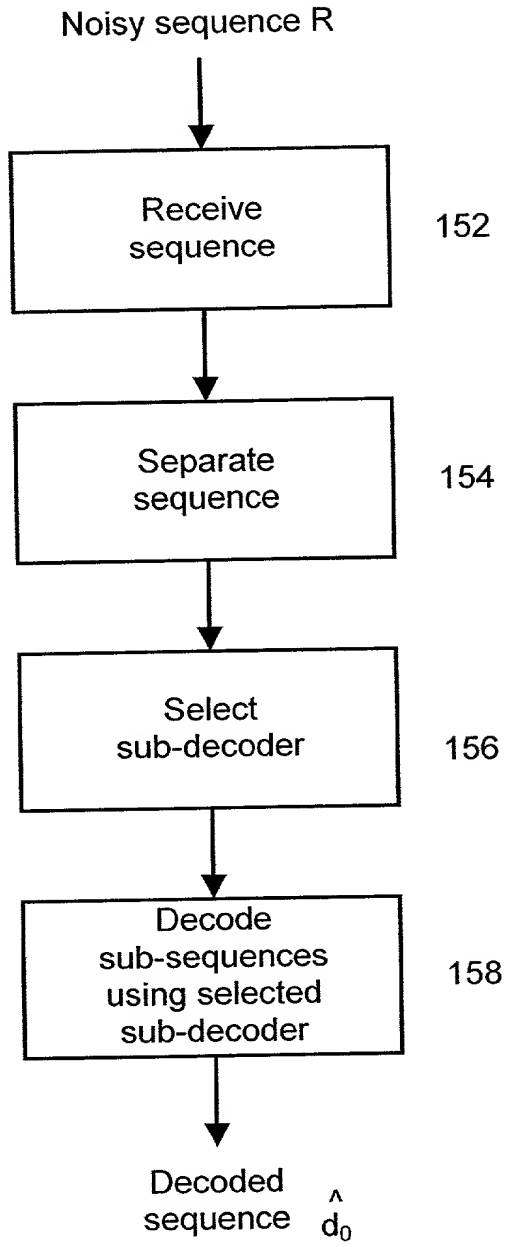 Noisy sequence R
Receive
sequence
152
Separate
sequence
154
Select
sub-decoder
156
Decode
sub-sequences
using selected
sub-decoder
158
Decoded
sequence d̂₀